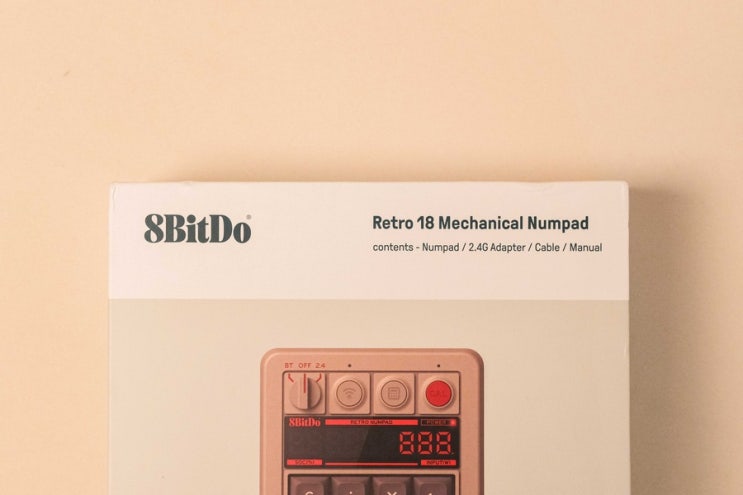 8BitDo®
Retro 18 Mechanical Numpad
contents - Numpad / 2.4G Adapter / Cable / Manual
BT OFF 2.4
CAL
8BitDo
RETRO NUMPAD
POWER
888.